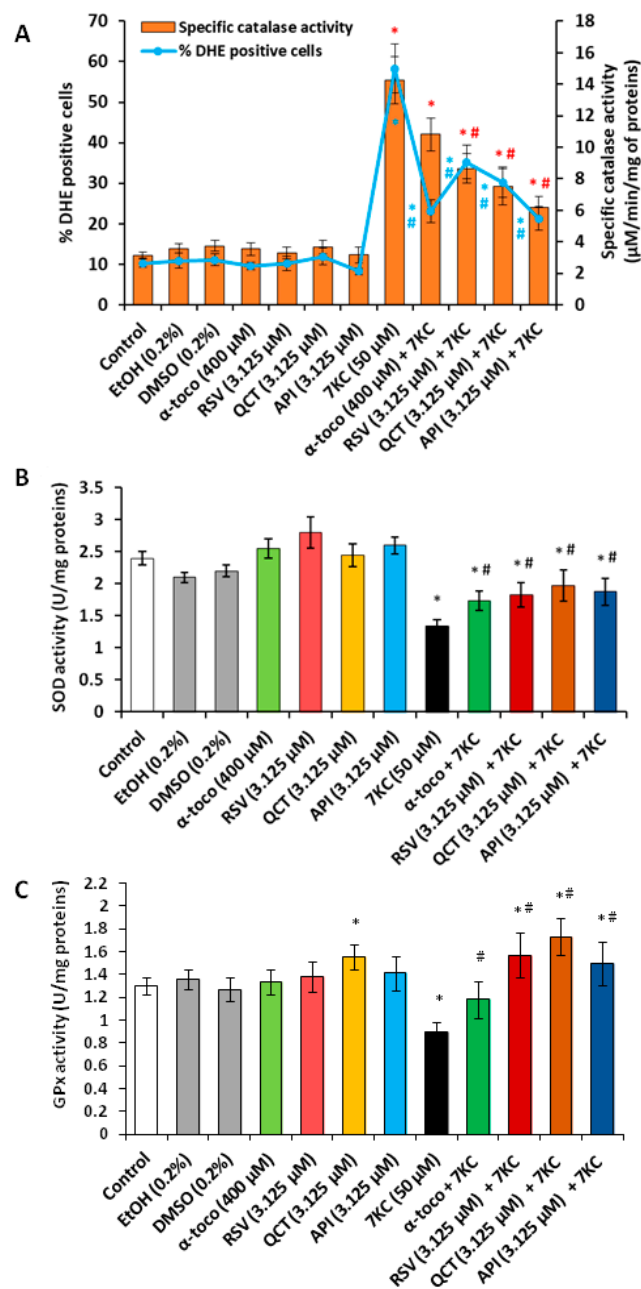 A
Specific catalase activity
% DHE positive cells
% DHE positive cells
70
60
50
40
30
20
10
0
18
16
14
12
10
8
6
4
2
0
Specific catalase activity
(µM/min/mg of proteins)
*
*
*
* #
* #
* #
*
#
*
#
*
#
*
#
Control
EtOH (0.2%)
DMSO (0.2%)
α-toco (400 µM)
RSV (3.125 µM)
QCT (3.125 µM)
API (3.125 µM)
7KC (50 µM)
α-toco (400 µM) + 7KC
RSV (3.125 µM) + 7KC
QCT (3.125 µM) + 7KC
API (3.125 µM) + 7KC
B
SOD activity (U/mg proteins)
3.5
3
2.5
2
1.5
1
0.5
0
*
* #
* #
* #
* #
Control
EtOH (0.2%)
DMSO (0.2%)
α-toco (400 µM)
RSV (3.125 µM)
QCT (3.125 µM)
API (3.125 µM)
7KC (50 µM)
α-toco + 7KC
RSV (3.125 µM) + 7KC
QCT (3.125 µM) + 7KC
API (3.125 µM) + 7KC
C
GPx activity (U/mg proteins)
2.2
2
1.8
1.6
1.4
1.2
1
0.8
0.6
0.4
0.2
0
*
*
#
* #
* #
* #
Control
EtOH (0.2%)
DMSO (0.2%)
α-toco (400 µM)
RSV (3.125 µM)
QCT (3.125 µM)
API (3.125 µM)
7KC (50 µM)
α-toco + 7KC
RSV (3.125 µM) + 7KC
QCT (3.125 µM) + 7KC
API (3.125 µM) + 7KC